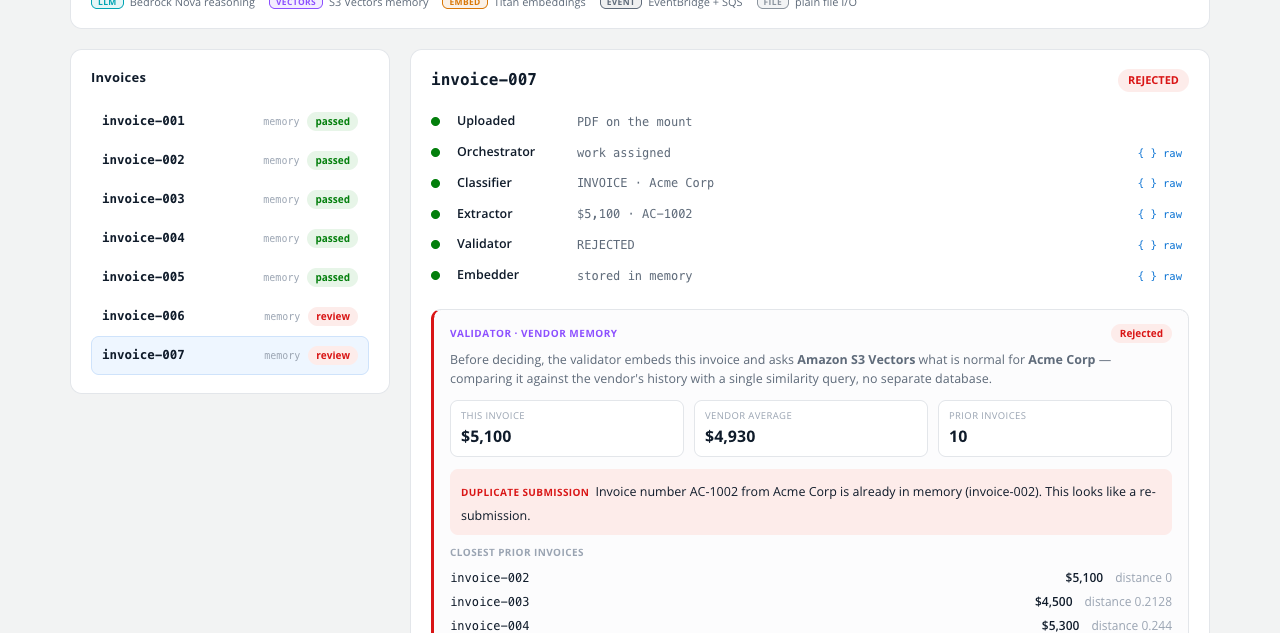 LLM Bedrock Nova reasoning VECTORS S3 Vectors memory EMBED Titan embeddings EVENT EventBridge + SQS FILE plain file I/O
Invoices
invoice-001 memory passed
invoice-002 memory passed
invoice-003 memory passed
invoice-004 memory passed
invoice-005 memory passed
invoice-006 memory review
invoice-007 memory review
invoice-007 REJECTED
Uploaded PDF on the mount
Orchestrator work assigned { } raw
Classifier INVOICE · Acme Corp { } raw
Extractor $5,100 · AC-1002 { } raw
Validator REJECTED { } raw
Embedder stored in memory { } raw
VALIDATOR · VENDOR MEMORY Rejected
Before deciding, the validator embeds this invoice and asks Amazon S3 Vectors what is normal for Acme Corp —
comparing it against the vendor's history with a single similarity query, no separate database.
THIS INVOICE VENDOR AVERAGE PRIOR INVOICES
$5,100 $4,930 10
DUPLICATE SUBMISSION Invoice number AC-1002 from Acme Corp is already in memory (invoice-002). This looks like a re-
submission.
CLOSEST PRIOR INVOICES
invoice-002 $5,100 distance 0
invoice-003 $4,500 distance 0.2128
invoice-004 $5,300 distance 0.244